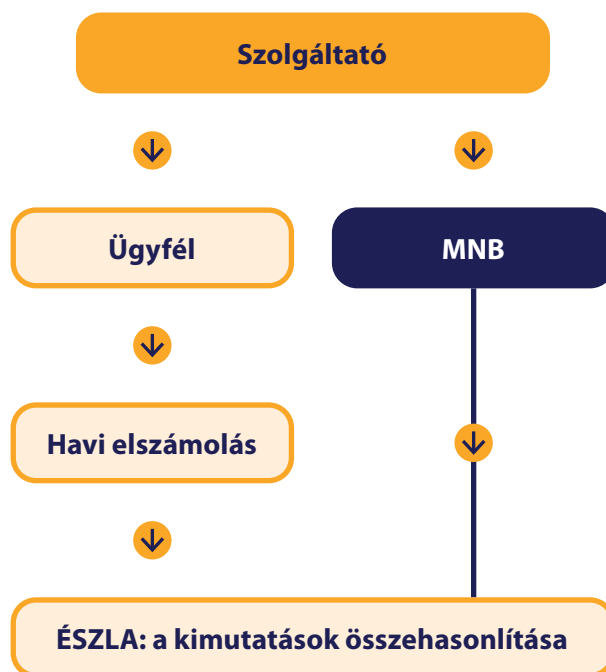 Szolgáltató
Ügyfél
MNB
Havi elszámolás
ÉSZLA: a kimutatások összehasonlítása